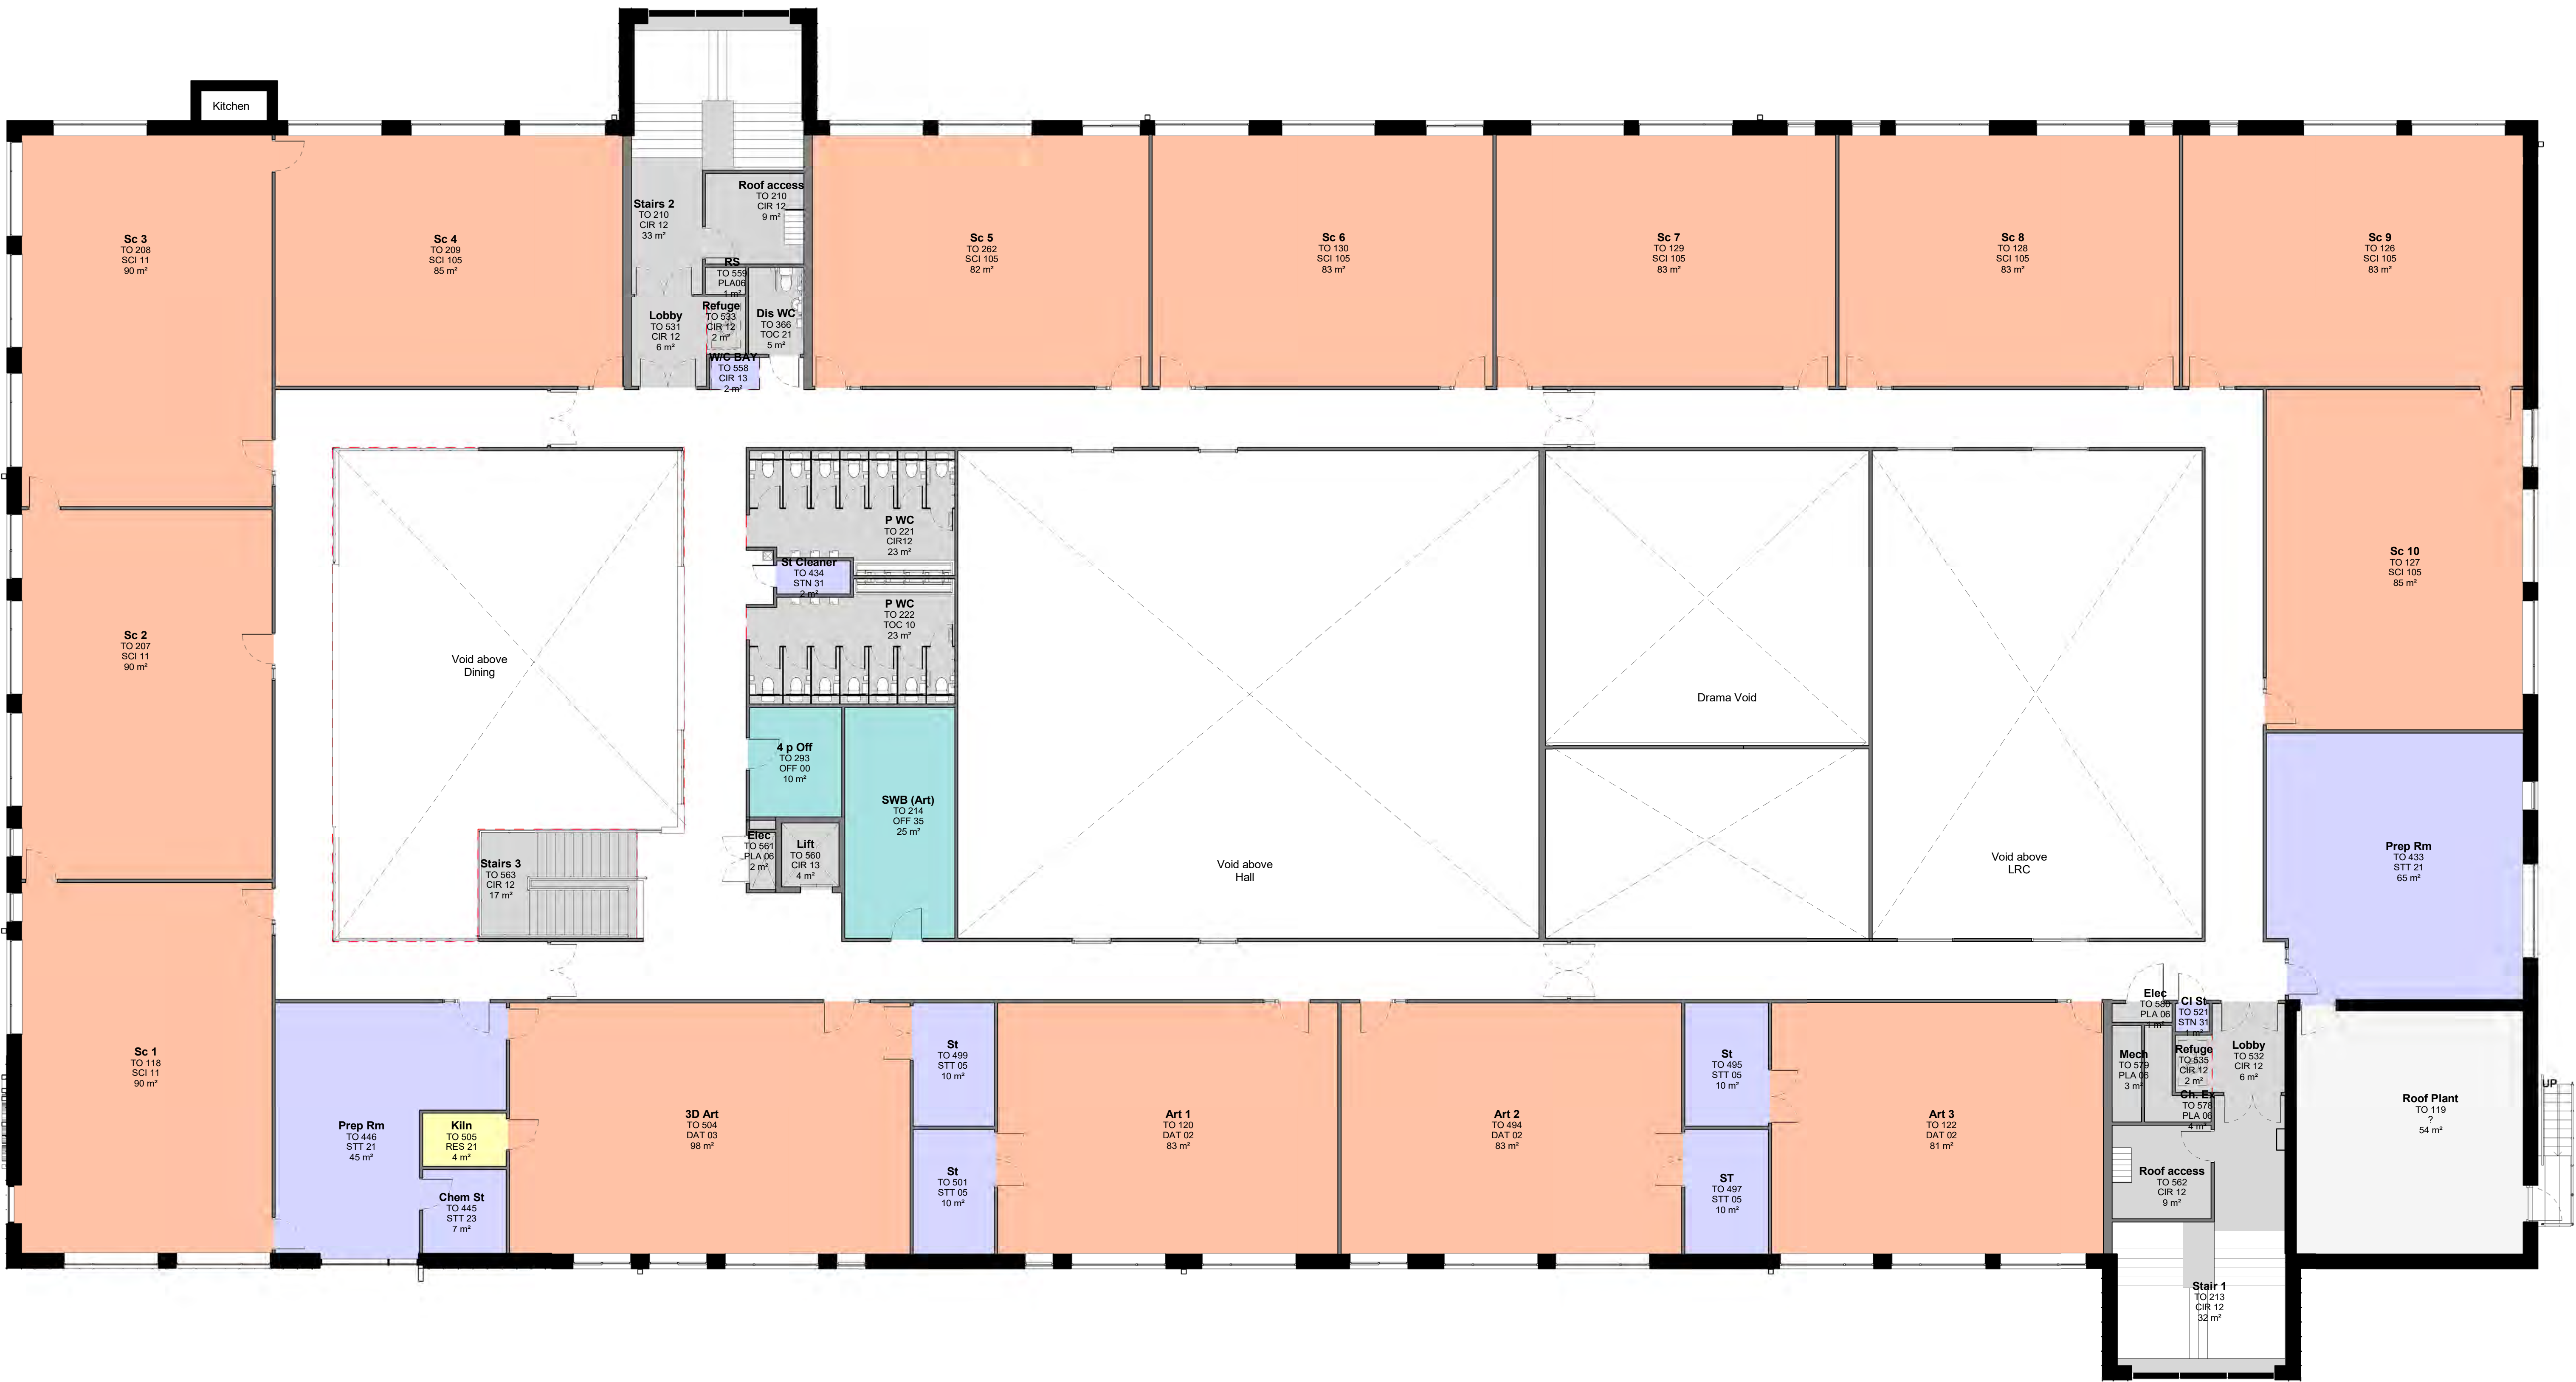 Kitchen
Sc 3
TO 208
SCI 11
90 m²
Sc 4
TO 209
SCI 105
85 m²
Stairs 2
TO 210
CIR 12
33 m²
Roof access
TO 210
CIR 12
9 m²
RS
TO 559
PLA06
1 m²
Refuge
TO 533
CIR 12
2 m²
Lobby
TO 531
CIR 12
6 m²
Dis WC
TO 366
TOC 21
5 m²
W/C BAY
TO 558
CIR 13
2 m²
Sc 5
TO 262
SCI 105
82 m²
Sc 6
TO 130
SCI 105
83 m²
Sc 7
TO 129
SCI 105
83 m²
Sc 8
TO 128
SCI 105
83 m²
Sc 9
TO 126
SCI 105
83 m²
Sc 2
TO 207
SCI 11
90 m²
Void above
Dining
P WC
TO 221
CIR12
23 m²
St Cleaner
TO 434
STN 31
2 m²
P WC
TO 222
TOC 10
23 m²
4 p Off
TO 293
OFF 00
10 m²
SWB (Art)
TO 214
OFF 35
25 m²
Elec
TO 561
PLA 06
2 m²
Lift
TO 560
CIR 13
4 m²
Stairs 3
TO 563
CIR 12
17 m²
Void above
Hall
Drama Void
Void above
LRC
Sc 10
TO 127
SCI 105
85 m²
Prep Rm
TO 433
STT 21
65 m²
Sc 1
TO 118
SCI 11
90 m²
Prep Rm
TO 446
STT 21
45 m²
Kiln
TO 505
RES 21
4 m²
Chem St
TO 445
STT 23
7 m²
3D Art
TO 504
DAT 03
98 m²
St
TO 499
STT 05
10 m²
St
TO 501
STT 05
10 m²
Art 1
TO 120
DAT 02
83 m²
Art 2
TO 494
DAT 02
83 m²
St
TO 495
STT 05
10 m²
ST
TO 497
STT 05
10 m²
Art 3
TO 122
DAT 02
81 m²
Elec
TO 580
PLA 06
1 m²
Cl St
TO 521
STN 31
1 m²
Mech
TO 579
PLA 06
3 m²
Refuge
TO 535
CIR 12
2 m²
Lobby
TO 532
CIR 12
6 m²
Ch. Ex
TO 578
PLA 06
4 m²
Roof access
TO 562
CIR 12
9 m²
Stair 1
TO 213
CIR 12
32 m²
Roof Plant
TO 119
?
54 m²
UP